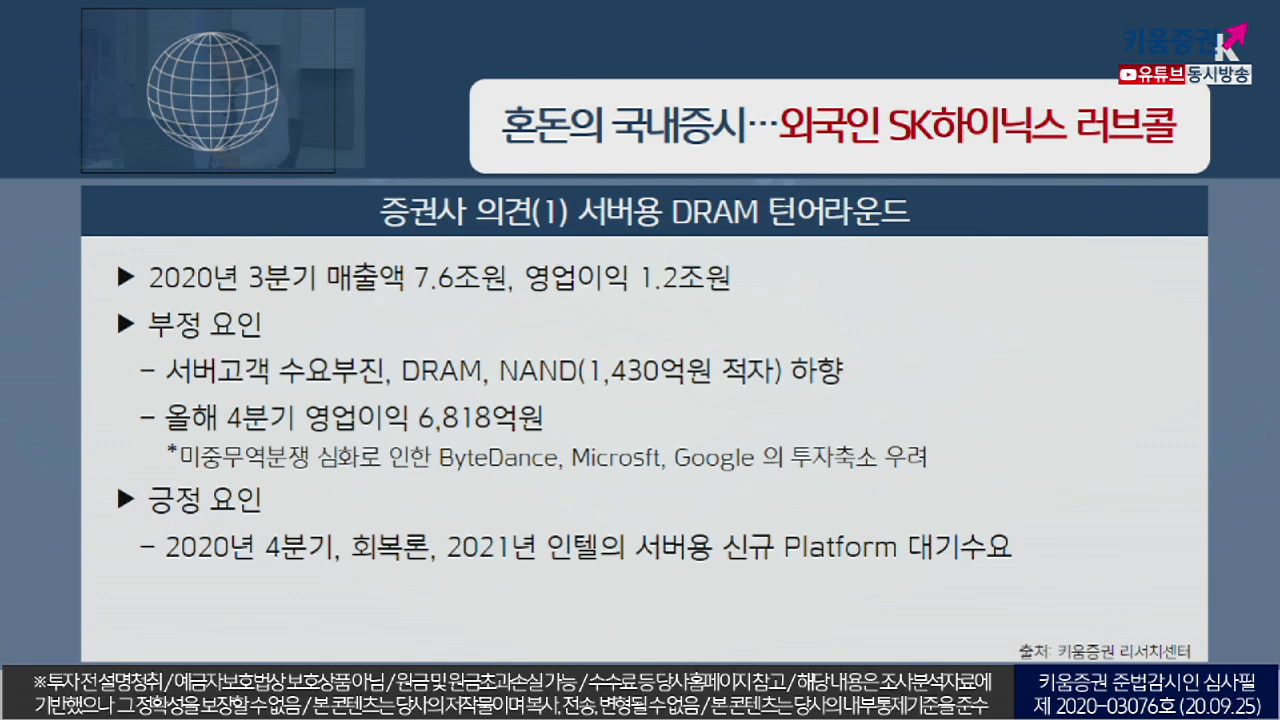 키움증권
유튜브 동시방송
혼돈의 국내증시…외국인 SK하이닉스 러브콜
증권사 의견(1) 서버용 DRAM 턴어라운드
▶ 2020년 3분기 매출액 7.6조원, 영업이익 1.2조원
▶ 부정 요인
- 서버고객 수요부진, DRAM, NAND(1,430억원 적자) 하향
- 올해 4분기 영업이익 6,818억원
*미중무역분쟁 심화로 인한 ByteDance, Microsft, Google 의 투자축소 우려
▶ 긍정 요인
- 2020년 4분기, 회복론, 2021년 인텔의 서버용 신규 Platform 대기수요
출처: 키움증권 리서치센터
※ 투자 전 설명청취 / 예금자보호법상 보호상품 아님 / 원금 및 원금초과손실 가능 / 수수료 등 당사홈페이지 참고 / 해당 내용은 조사분석자료에
기반했으나 그 정확성을 보장할 수 없음 / 본 콘텐츠는 당사의 저작물이며 복사, 전송, 변형될 수 없음 / 본 콘텐츠는 당사의 내부통제기준을 준수
키움증권 준법감시인 심사필
제 2020-03076호 (20.09.25)